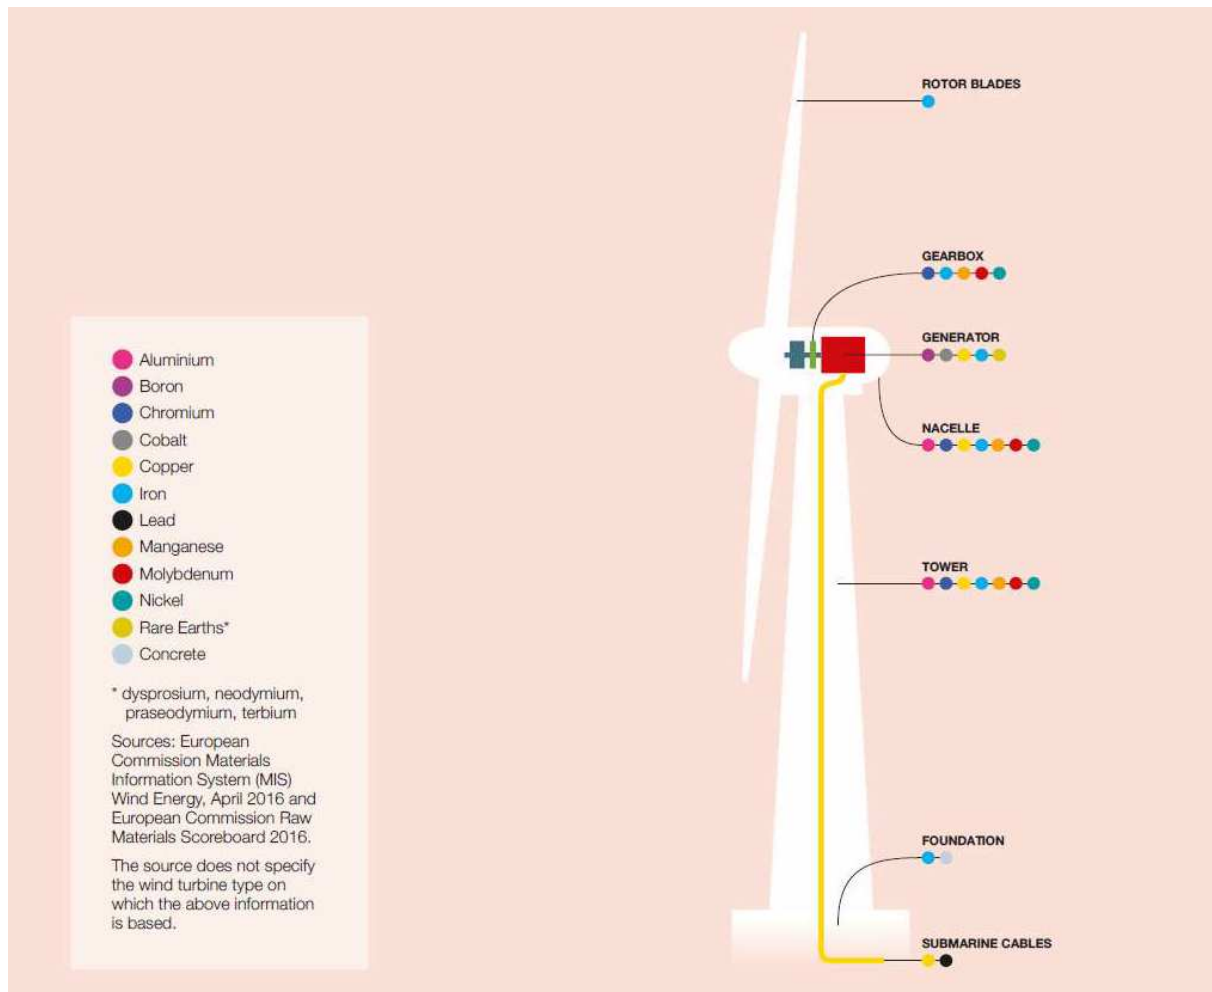 ROTOR BLADES
GEARBOX
GENERATOR
NACELLE
TOWER
FOUNDATION
SUBMARINE CABLES
Aluminium
Boron
Chromium
Cobalt
Copper
Iron
Lead
Manganese
Molybdenum
Nickel
Rare Earths*
Concrete
* dysprosium, neodymium,
praseodymium, terbium
Sources: European
Commission Materials
Information System (MIS)
Wind Energy, April 2016 and
European Commission Raw
Materials Scoreboard 2016.
The source does not specify
the wind turbine type on
which the above information
is based.